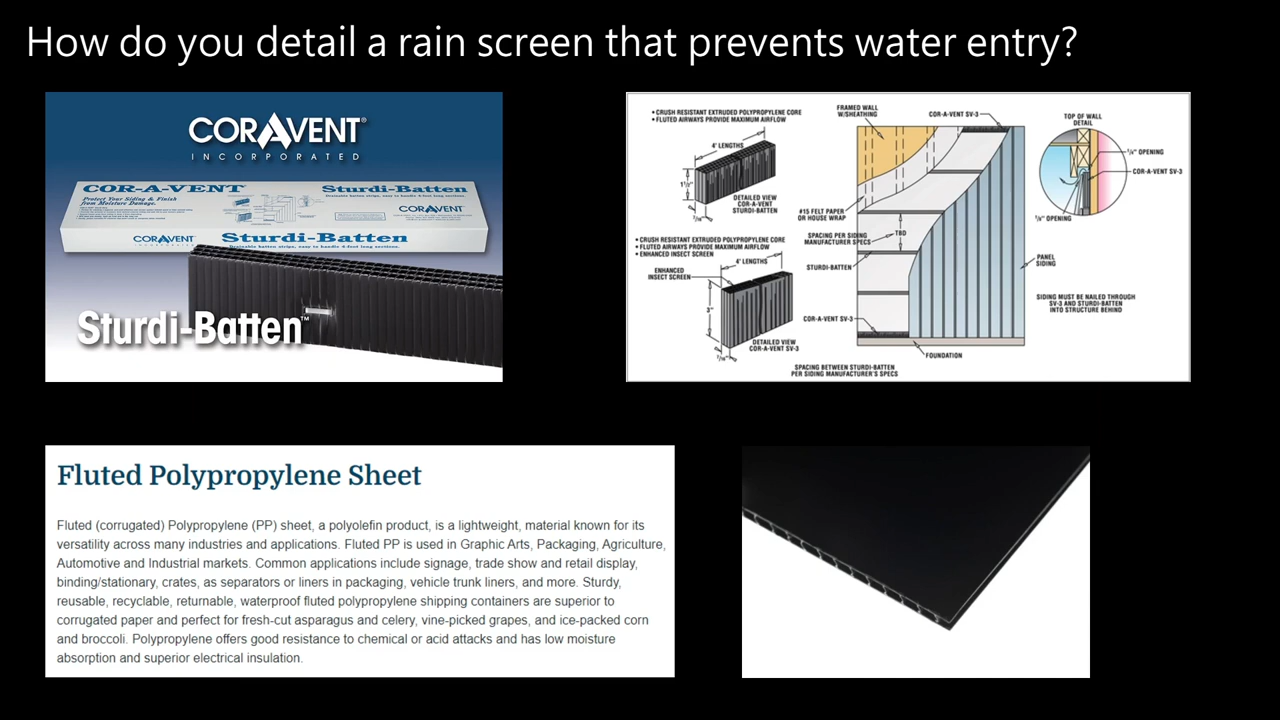 How do you detail a rain screen that prevents water entry?
CORAVENT®
INCORPORATED
COR-A-VENT
Sturdi-Batten
Protect Your Siding & Finish
from Moisture Damage.
CORAVENT
CORAVENT
Sturdi-Batten
Sturdi-Batten™
• CRUSH RESISTANT EXTRUDED POLYPROPYLENE CORE
• FLUTED AIRWAYS PROVIDE MAXIMUM AIRFLOW
4' LENGTHS
DETAILED VIEW
COR-A-VENT
STURDI-BATTEN
• CRUSH RESISTANT EXTRUDED POLYPROPYLENE CORE
• FLUTED AIRWAYS PROVIDE MAXIMUM AIRFLOW
• ENHANCED INSECT SCREEN
4' LENGTHS
ENHANCED
INSECT SCREEN
3"
DETAILED VIEW
COR-A-VENT SV-3
FRAMED WALL
W/SHEATHING
COR-A-VENT SV-3
#15 FELT PAPER
OR HOUSE WRAP
SPACING PER SIDING
MANUFACTURER SPECS
TBD
STURDI-BATTEN
COR-A-VENT SV-3
FOUNDATION
SPACING BETWEEN STURDI-BATTEN
PER SIDING MANUFACTURER'S SPECS
TOP OF WALL
DETAIL
OPENING
COR-A-VENT SV-3
OPENING
PANEL
SIDING
SIDING MUST BE NAILED THROUGH
SV-3 AND STURDI-BATTEN
INTO STRUCTURE BEHIND
Fluted Polypropylene Sheet
Fluted (corrugated) Polypropylene (PP) sheet, a polyolefin product, is a lightweight, material known for its
versatility across many industries and applications. Fluted PP is used in Graphic Arts, Packaging, Agriculture,
Automotive and Industrial markets. Common applications include signage, trade show and retail display,
binding/stationary, crates, as separators or liners in packaging, vehicle trunk liners, and more. Sturdy,
reusable, recyclable, returnable, waterproof fluted polypropylene shipping containers are superior to
corrugated paper and perfect for fresh-cut asparagus and celery, vine-picked grapes, and ice-packed corn
and broccoli. Polypropylene offers good resistance to chemical or acid attacks and has low moisture
absorption and superior electrical insulation.